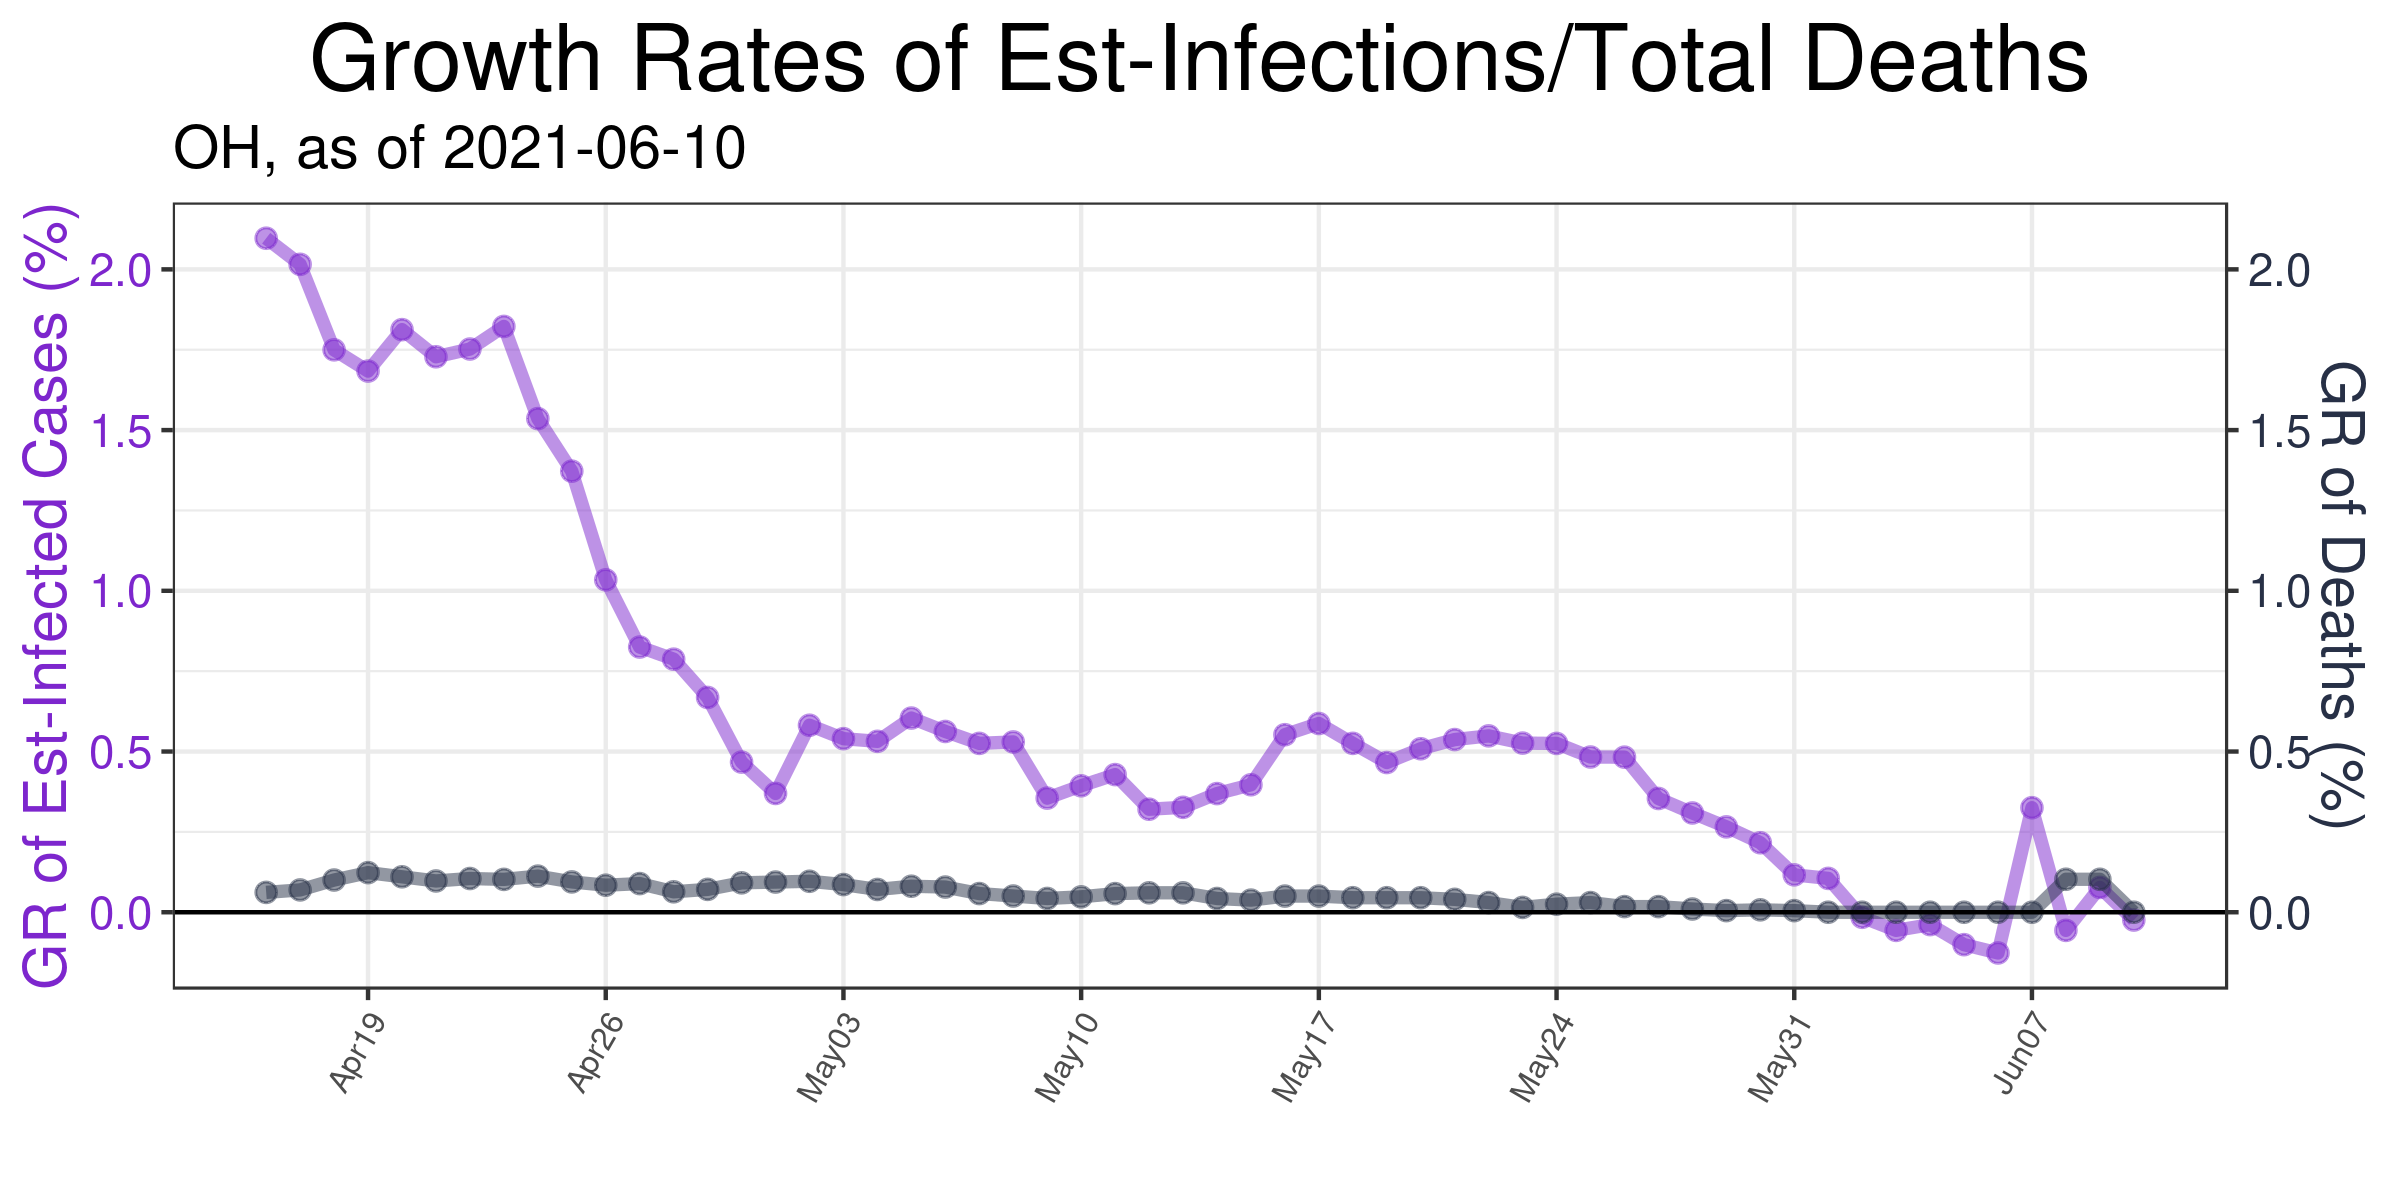 Growth Rates of Est-Infections/Total Deaths
OH, as of 2021-06-10
GR of Est-Infected Cases (%)
2.0
1.5
1.0
0.5
0.0
2.0
1.5
1.0
0.5
0.0
GR of Deaths (%)
Apr19
Apr26
May03
May10
May17
May24
May31
Jun07